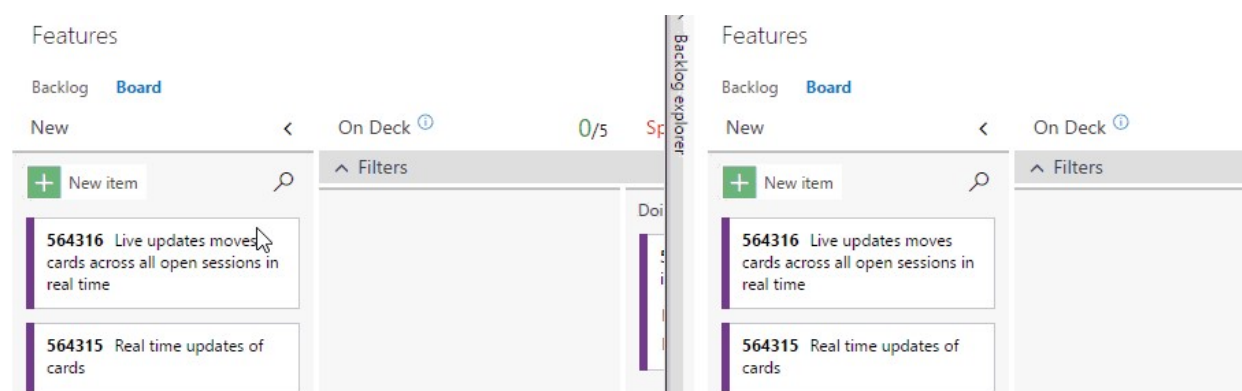 Features
Backlog Board
New
On Deck
0/5
Sp
Filters
New item
564316 Live updates moves
cards across all open sessions in
real time
564315 Real time updates of
cards
Doi
Backlog explorer
Features
Backlog Board
New
On Deck
Filters
New item
564316 Live updates moves
cards across all open sessions in
real time
564315 Real time updates of
cards